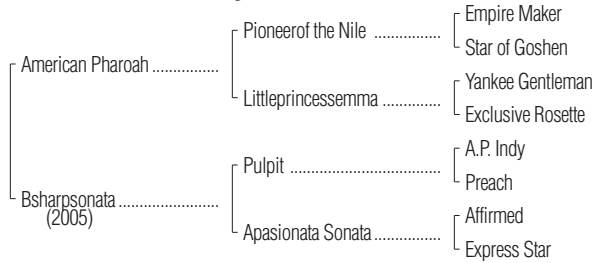 Empire Maker
Pioneerof the Nile ................
Star of Goshen
American Pharoah ................
Yankee Gentleman
Littleprincessemma ..............
Exclusive Rosette
A.P. Indy
Pulpit ....................................
Preach
Bsharpsonata ........................
(2005)
Affirmed
Apasionata Sonata ................
Express Star